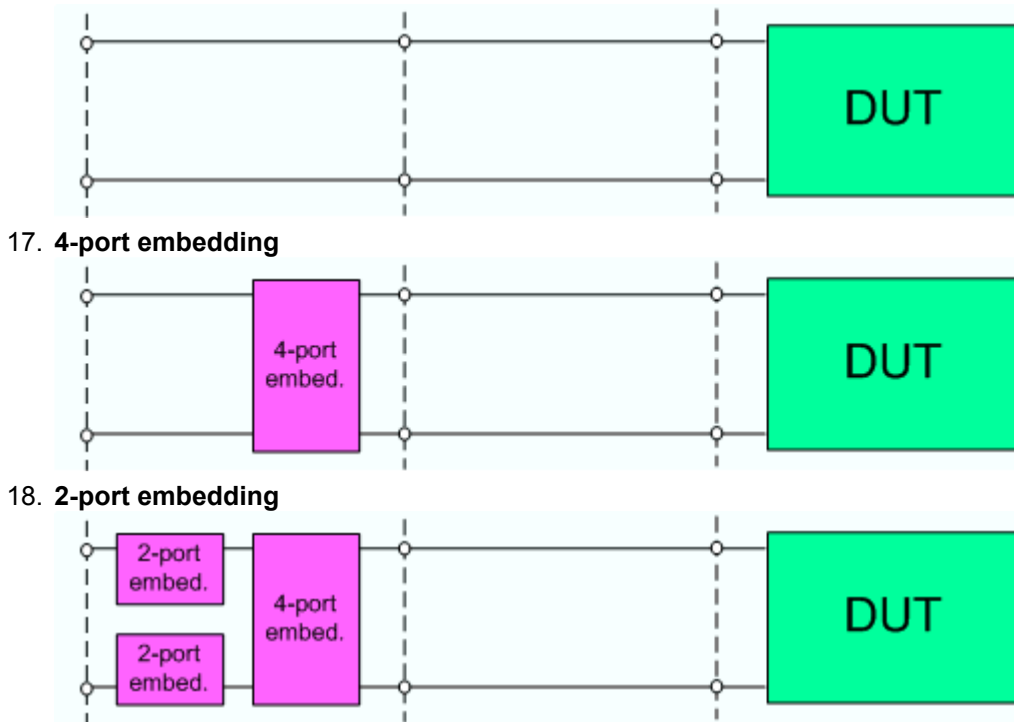 DUT
17. 4-port embedding
4-port
embed.
DUT
18. 2-port embedding
2-port
embed.
4-port
embed.
2-port
embed.
DUT